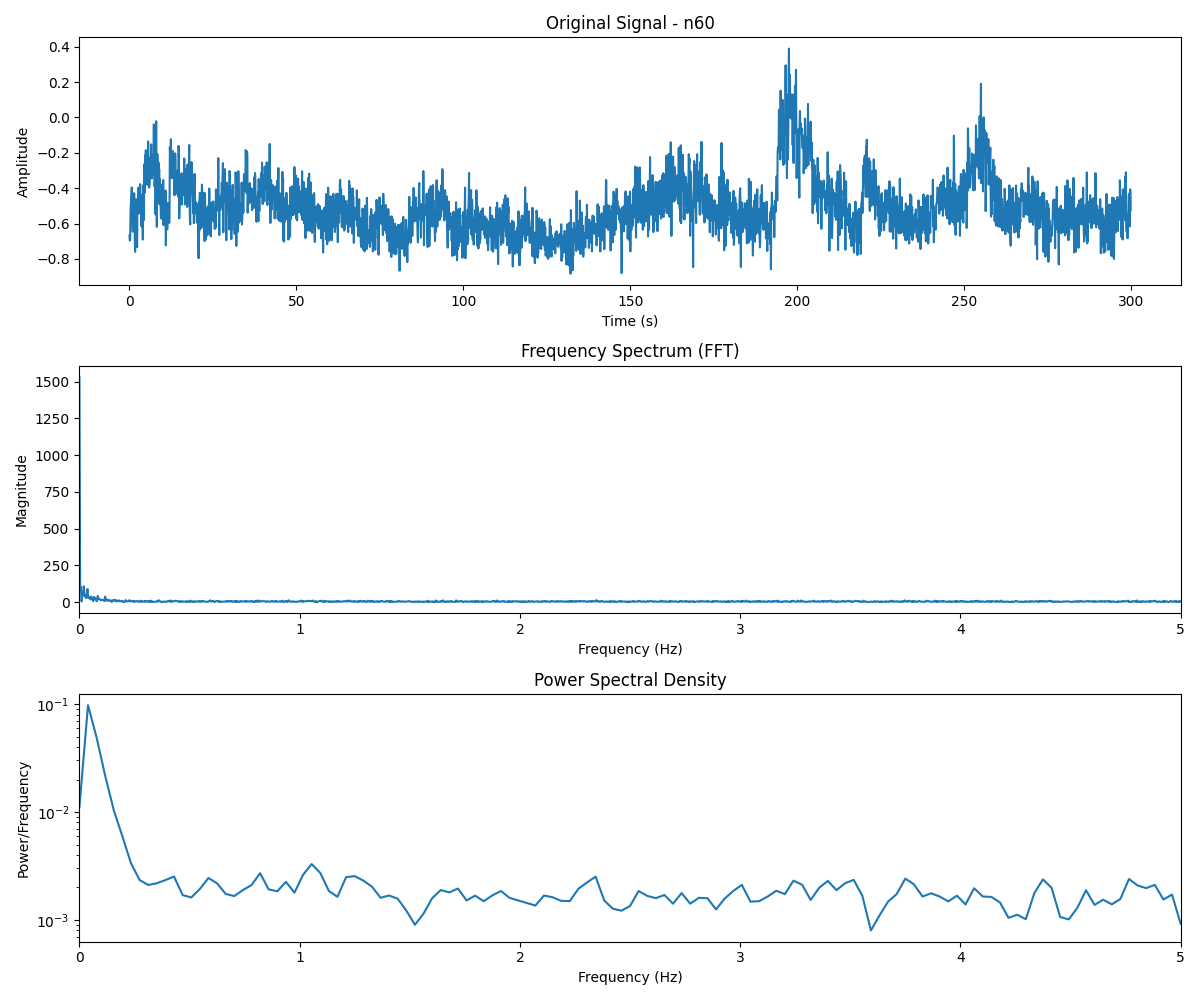 Original Signal - n60
0.4
0.2
0.0
−0.2
−0.4
−0.6
−0.8
Amplitude
0 50 100 150 200 250 300
Time (s)
Frequency Spectrum (FFT)
1500
1250
1000
750
500
250
0
Magnitude
0 1 2 3 4 5
Frequency (Hz)
Power Spectral Density
10⁻¹
10⁻²
10⁻³
Power/Frequency
0 1 2 3 4 5
Frequency (Hz)